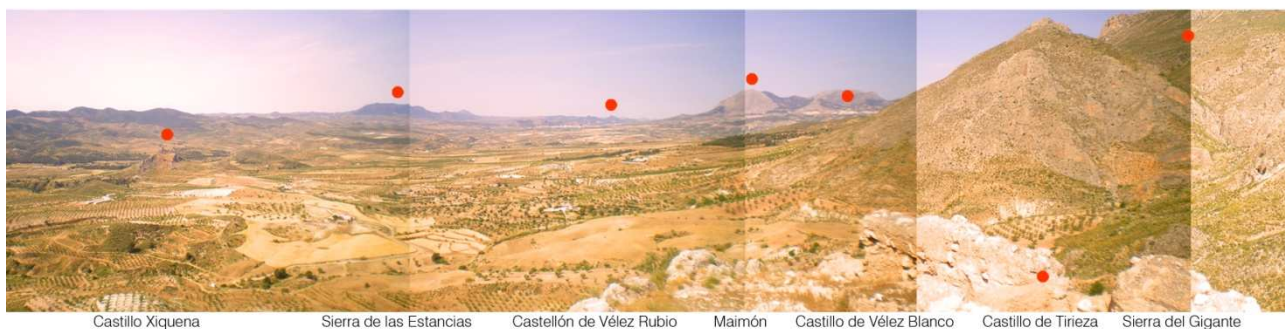 Castillo Xiquena Sierra de las Estancias Castellón de Vélez Rubio Maimón Castillo de Vélez Blanco Castillo de Tirieza Sierra del Gigante